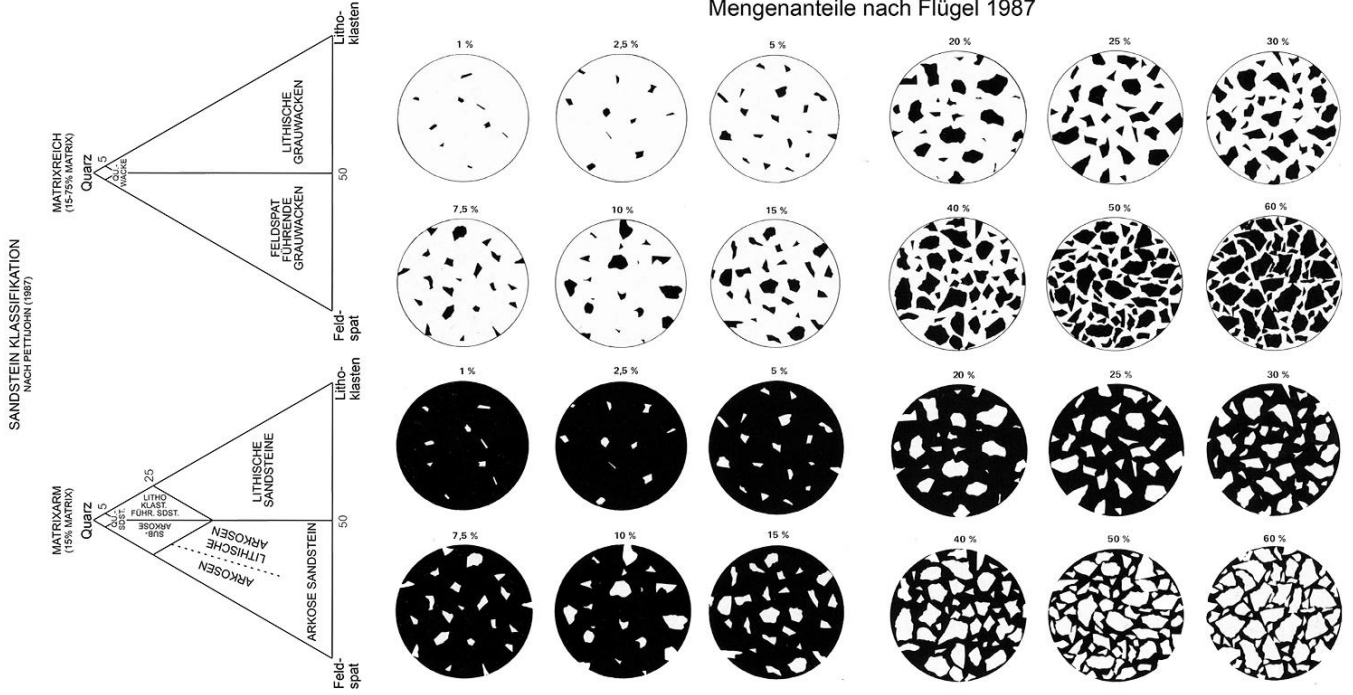 Mengenanteile nach Flügel 1987
SANDSTEIN KLASSIFIKATION
NACH PETTIJOHN (1987)
MATRIXREICH
(15-75% MATRIX)
Quarz
5
QU.-
WACKE
LITHISCHE
GRAUWACKEN
FELDSPAT
FÜHRENDE
GRAUWACKEN
50
Litho-
klasten
Feld-
spat
MATRIXARM
(15% MATRIX)
Quarz
5
25
QU.-
SDST.
LITHO
KLAST.
FÜHR. SDST.
SUB-
ARKOSE
LITHISCHE
SANDSTEINE
LITHISCHE
ARKOSEN
ARKOSEN
ARKOSE SANDSTEIN
50
Litho-
klasten
Feld-
spat
1 % 2,5 % 5 % 20 % 25 % 30 %
7,5 % 10 % 15 % 40 % 50 % 60 %
1 % 2,5 % 5 % 20 % 25 % 30 %
7,5 % 10 % 15 % 40 % 50 % 60 %